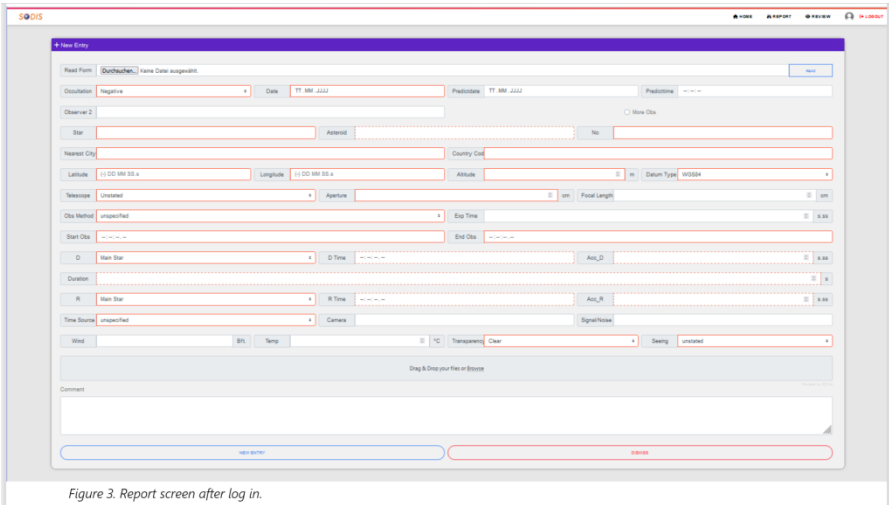 SODIS
HOME REPORT REVIEW LOGOUT
+ New Entry
Read Form Durchsuchen... Keine Datei ausgewählt.
Occultation Negative Date TT.MM.JJJJ Predictdate TT.MM.JJJJ Predicttime --:--:--
Observer 2 More Obs
Star Asteroid No
Nearest City Country Cod
Latitude (-) DD MM SS.s Longitude (-) DD MM SS.s Altitude m Datum Type WGS84
Telescope Unstated Aperture cm Focal Length cm
Obs Method unspecified Exp Time s.ss
Start Obs --:--:--.-- End Obs --:--:--.--
D Main Star D Time --:--:--.-- Acc_D s.ss
Duration s
R Main Star R Time --:--:--.-- Acc_R s.ss
Time Source unspecified Camera Signal/Noise
Wind Bft. Temp °C Transparency Clear Seeing unstated
Drag & Drop your files or Browse
Comment
NEW ENTRY DISMISS
Figure 3. Report screen after log in.